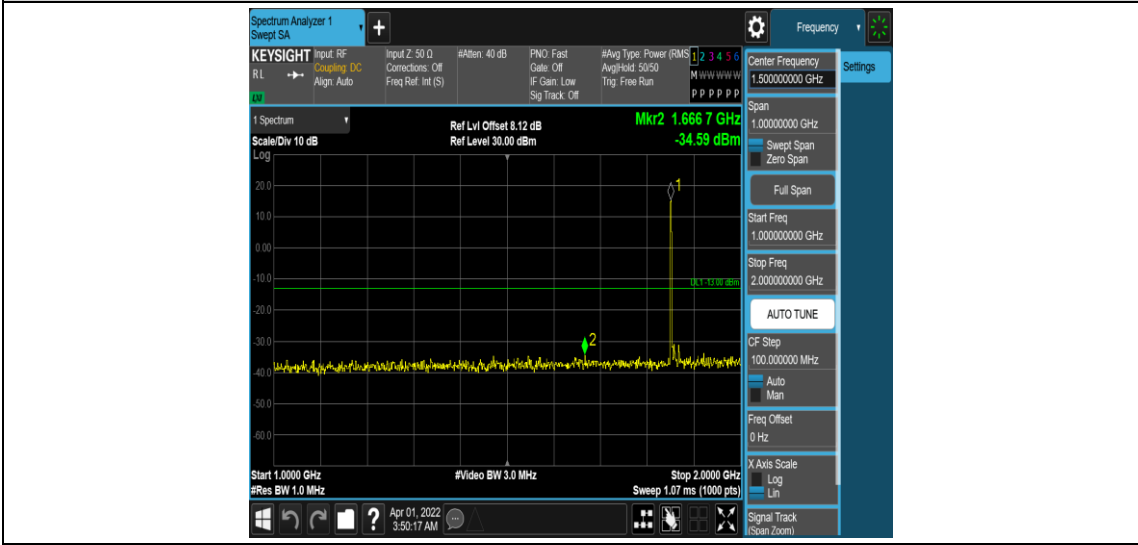 Spectrum Analyzer 1
Swept SA
+
Frequency
KEYSIGHT
RL
LXI
Input: RF
Coupling: DC
Align: Auto
Input Z: 50 Ω
Corrections: Off
Freq Ref: Int (S)
#Atten: 40 dB
PNO: Fast
Gate: Off
IF Gain: Low
Sig Track: Off
#Avg Type: Power (RMS
Avg|Hold: 50/50
Trig: Free Run
1 2 3 4 5 6
M W W W W W
P P P P P P
1 Spectrum
Scale/Div 10 dB
Log
Ref Lvl Offset 8.12 dB
Ref Level 30.00 dBm
Mkr2 1.666 7 GHz
-34.59 dBm
20.0
10.0
0.00
-10.0
-20.0
-30.0
-40.0
-50.0
-60.0
1
DL1 -13.00 dBm
2
Start 1.0000 GHz
#Res BW 1.0 MHz
#Video BW 3.0 MHz
Stop 2.0000 GHz
Sweep 1.07 ms (1000 pts)
Apr 01, 2022
3:50:17 AM
?
Center Frequency
1.500000000 GHz
Span
1.00000000 GHz
Swept Span
Zero Span
Full Span
Start Freq
1.000000000 GHz
Stop Freq
2.000000000 GHz
AUTO TUNE
CF Step
100.000000 MHz
Auto
Man
Freq Offset
0 Hz
X Axis Scale
Log
Lin
Signal Track
(Span Zoom)
Settings